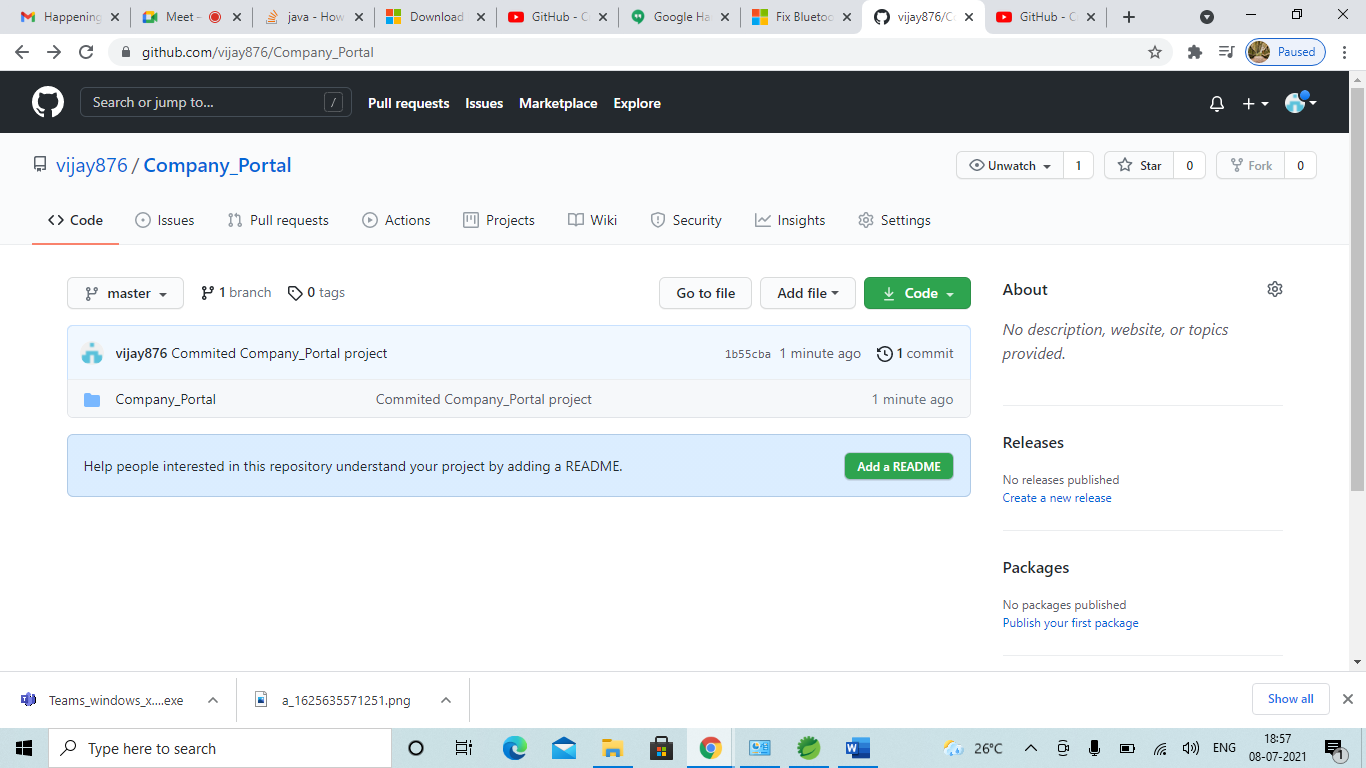 Happening
Meet –
java - How
Download
GitHub - C
Google Ha
Fix Bluetoo
vijay876/C
GitHub - C
github.com/vijay876/Company_Portal
Paused
Search or jump to... /
Pull requests Issues Marketplace Explore
vijay876 / Company_Portal
Unwatch 1 Star 0 Fork 0
Code Issues Pull requests Actions Projects Wiki Security Insights Settings
master 1 branch 0 tags Go to file Add file Code
About
No description, website, or topics
provided.
vijay876 Commited Company_Portal project 1b55cba 1 minute ago 1 commit
Company_Portal Commited Company_Portal project 1 minute ago
Help people interested in this repository understand your project by adding a README. Add a README
Releases
No releases published
Create a new release
Packages
No packages published
Publish your first package
Teams_windows_x....exe a_1625635571251.png Show all
Type here to search
26°C ENG 18:57
08-07-2021
1